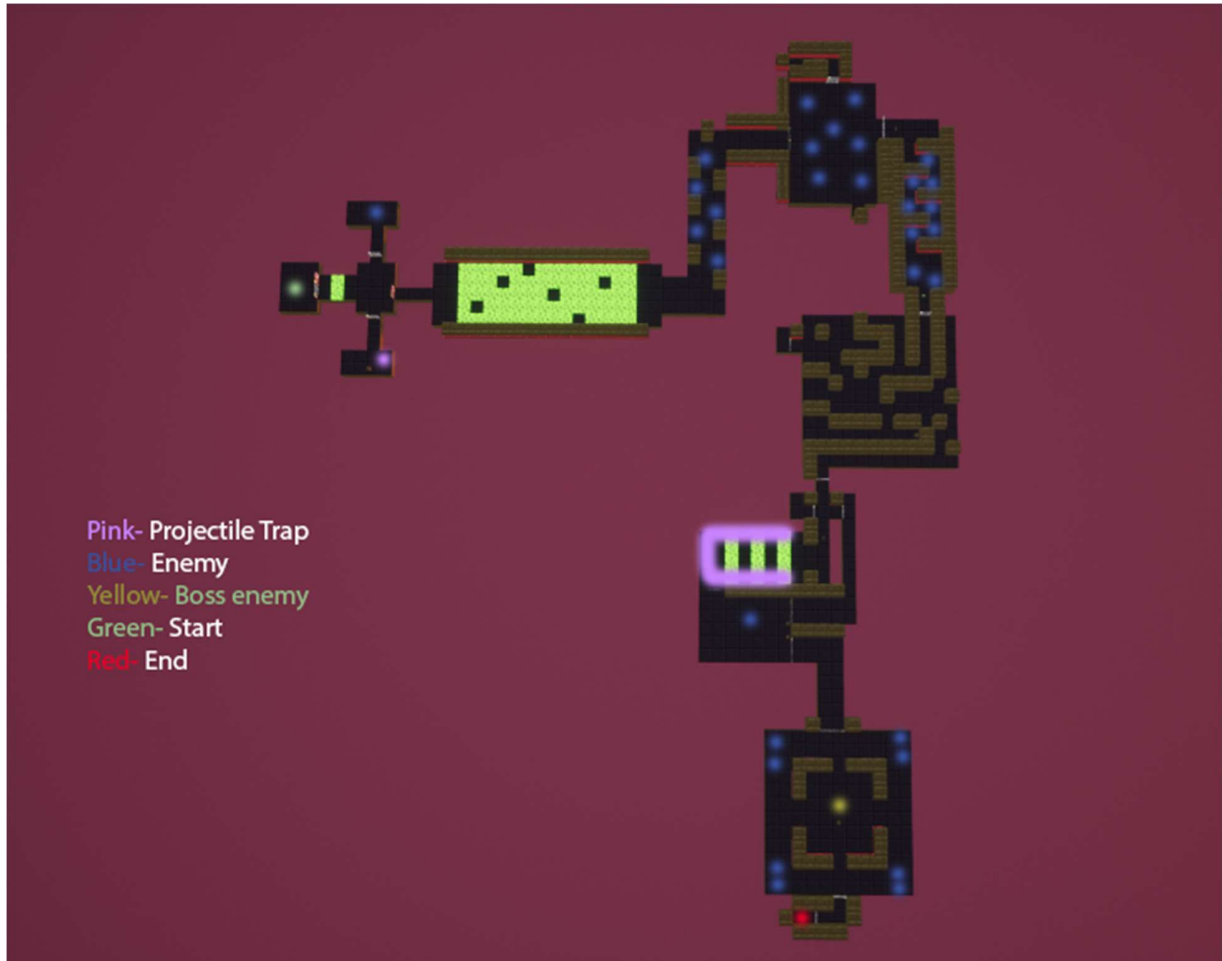 Pink- Projectile Trap
Blue- Enemy
Yellow- Boss enemy
Green- Start
Red- End